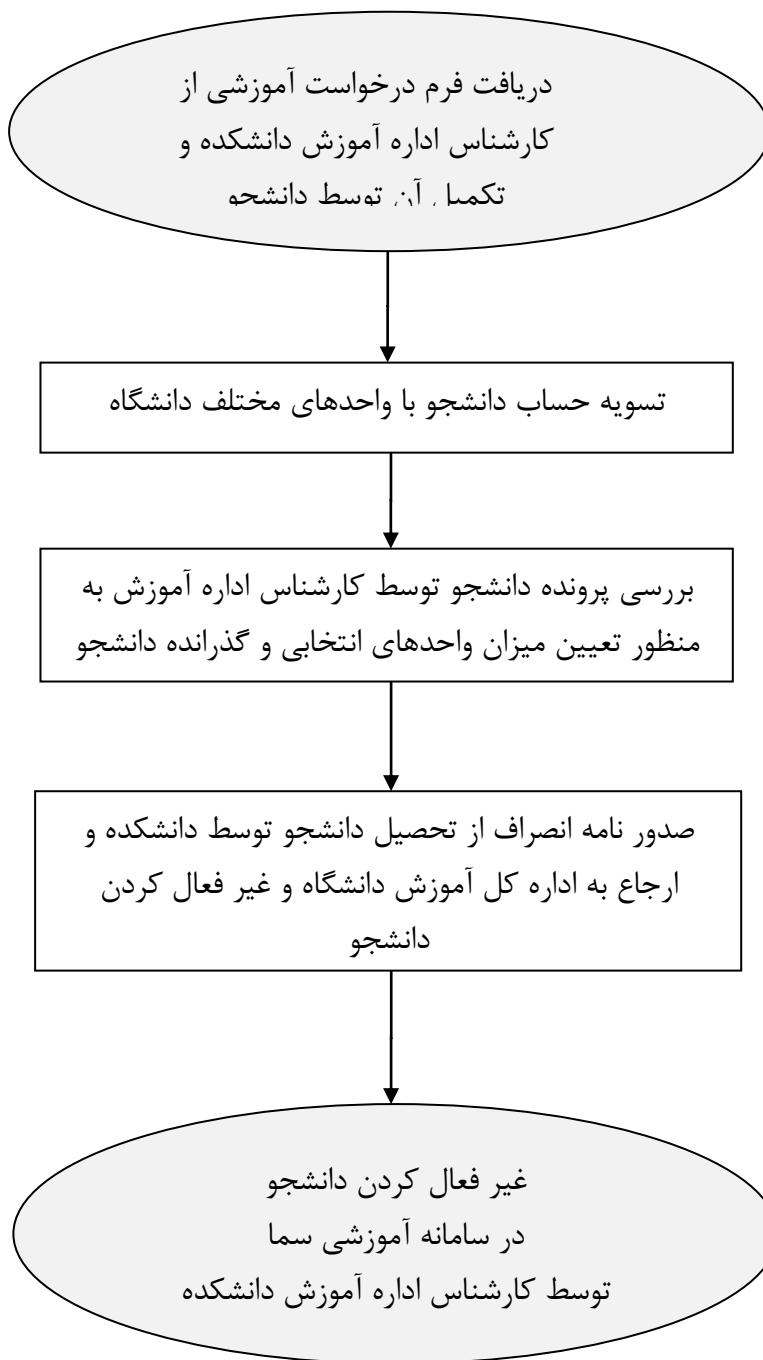 دریافت فرم درخواست آموزشی از
کارشناس اداره آموزش دانشکده و
تکمیل آن توسط دانشجو
تسویه حساب دانشجو با واحدهای مختلف دانشگاه
بررسی پرونده دانشجو توسط کارشناس اداره آموزش به
منظور تعیین میزان واحدهای انتخابی و گذرانده دانشجو
صدور نامه انصراف از تحصیل دانشجو توسط دانشکده و
ارجاع به اداره کل آموزش دانشگاه و غیر فعال کردن
دانشجو
غیر فعال کردن دانشجو
در سامانه آموزشی سما
توسط کارشناس اداره آموزش دانشکده